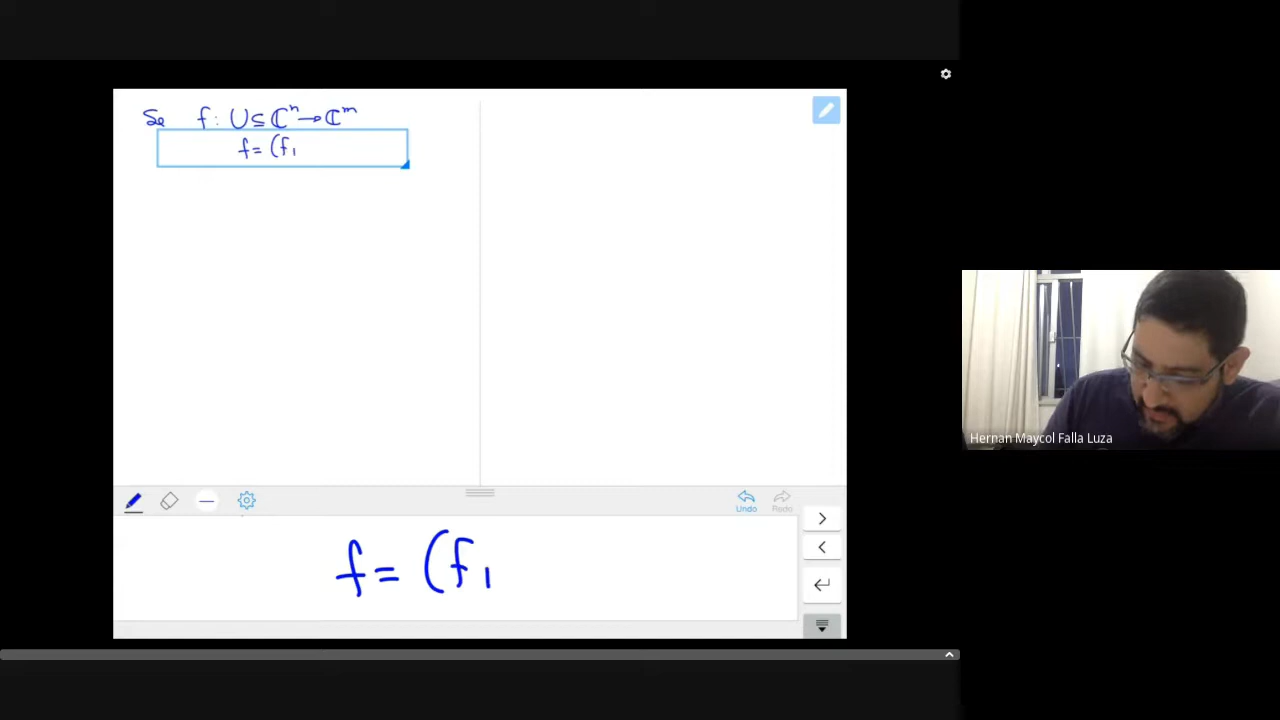 Se f: U ⊆ ℂⁿ → ℂᵐ
f = (f₁
Undo
Redo
f = (f₁
Hernan Maycol Falla Luza